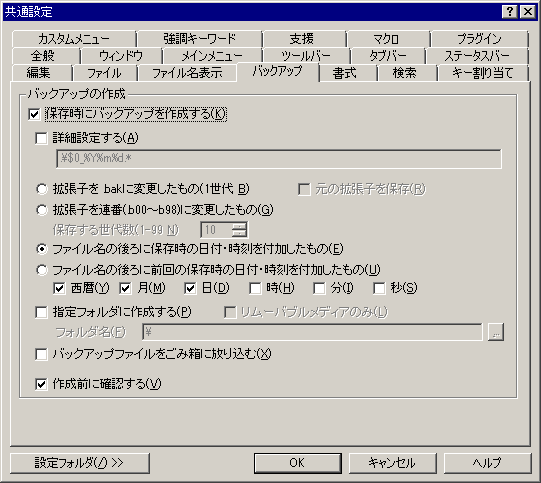 共通設定
カスタムメニュー 強調キーワード 支援 マクロ プラグイン
全般 ウィンドウ メインメニュー ツールバー タブバー ステータスバー
編集 ファイル ファイル名表示 バックアップ 書式 検索 キー割り当て
バックアップの作成
保存時にバックアップを作成する(K)
詳細設定する(A)
¥$0_%Y%m%d.*
拡張子を .bakに変更したもの(1世代 B) 元の拡張子を保存(R)
拡張子を連番(.b00～b98)に変更したもの(G)
保存する世代数(1-99 N) 10
ファイル名の後ろに保存時の日付・時刻を付加したもの(E)
ファイル名の後ろに前回の保存時の日付・時刻を付加したもの(U)
西暦(Y) 月(M) 日(D) 時(H) 分(I) 秒(S)
指定フォルダに作成する(P) リムーバブルメディアのみ(L)
フォルダ名(F) ¥ ...
バックアップファイルをごみ箱に放り込む(X)
作成前に確認する(V)
設定フォルダ(/) >> OK キャンセル ヘルプ